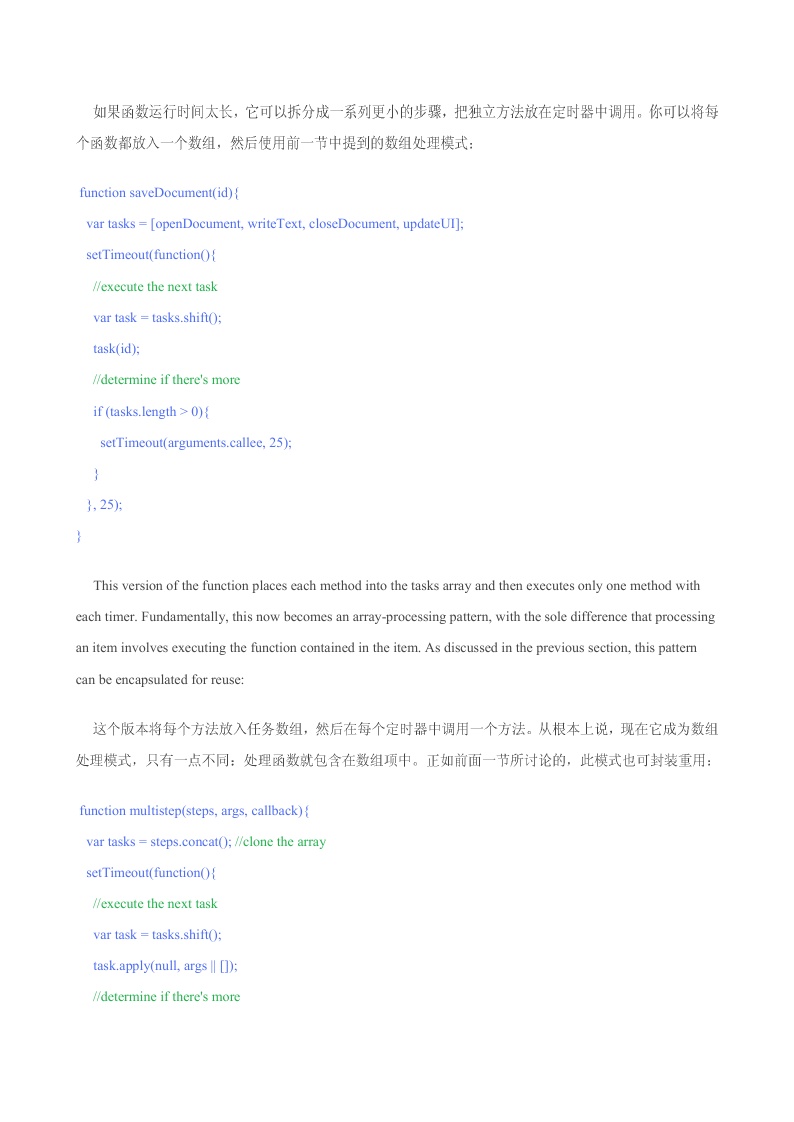 如果函数运行时间太长，它可以拆分成一系列更小的步骤，把独立方法放在定时器中调用。你可以将每
个函数都放入一个数组，然后使用前一节中提到的数组处理模式：
function saveDocument(id){
var tasks = [openDocument, writeText, closeDocument, updateUI];
setTimeout(function(){
//execute the next task
var task = tasks.shift();
task(id);
//determine if there's more
if (tasks.length > 0){
setTimeout(arguments.callee, 25);
}
}, 25);
}
This version of the function places each method into the tasks array and then executes only one method with
each timer. Fundamentally, this now becomes an array-processing pattern, with the sole difference that processing
an item involves executing the function contained in the item. As discussed in the previous section, this pattern
can be encapsulated for reuse:
这个版本将每个方法放入任务数组，然后在每个定时器中调用一个方法。从根本上说，现在它成为数组
处理模式，只有一点不同：处理函数就包含在数组项中。正如前面一节所讨论的，此模式也可封装重用：
function multistep(steps, args, callback){
var tasks = steps.concat(); //clone the array
setTimeout(function(){
//execute the next task
var task = tasks.shift();
task.apply(null, args || []);
//determine if there's more